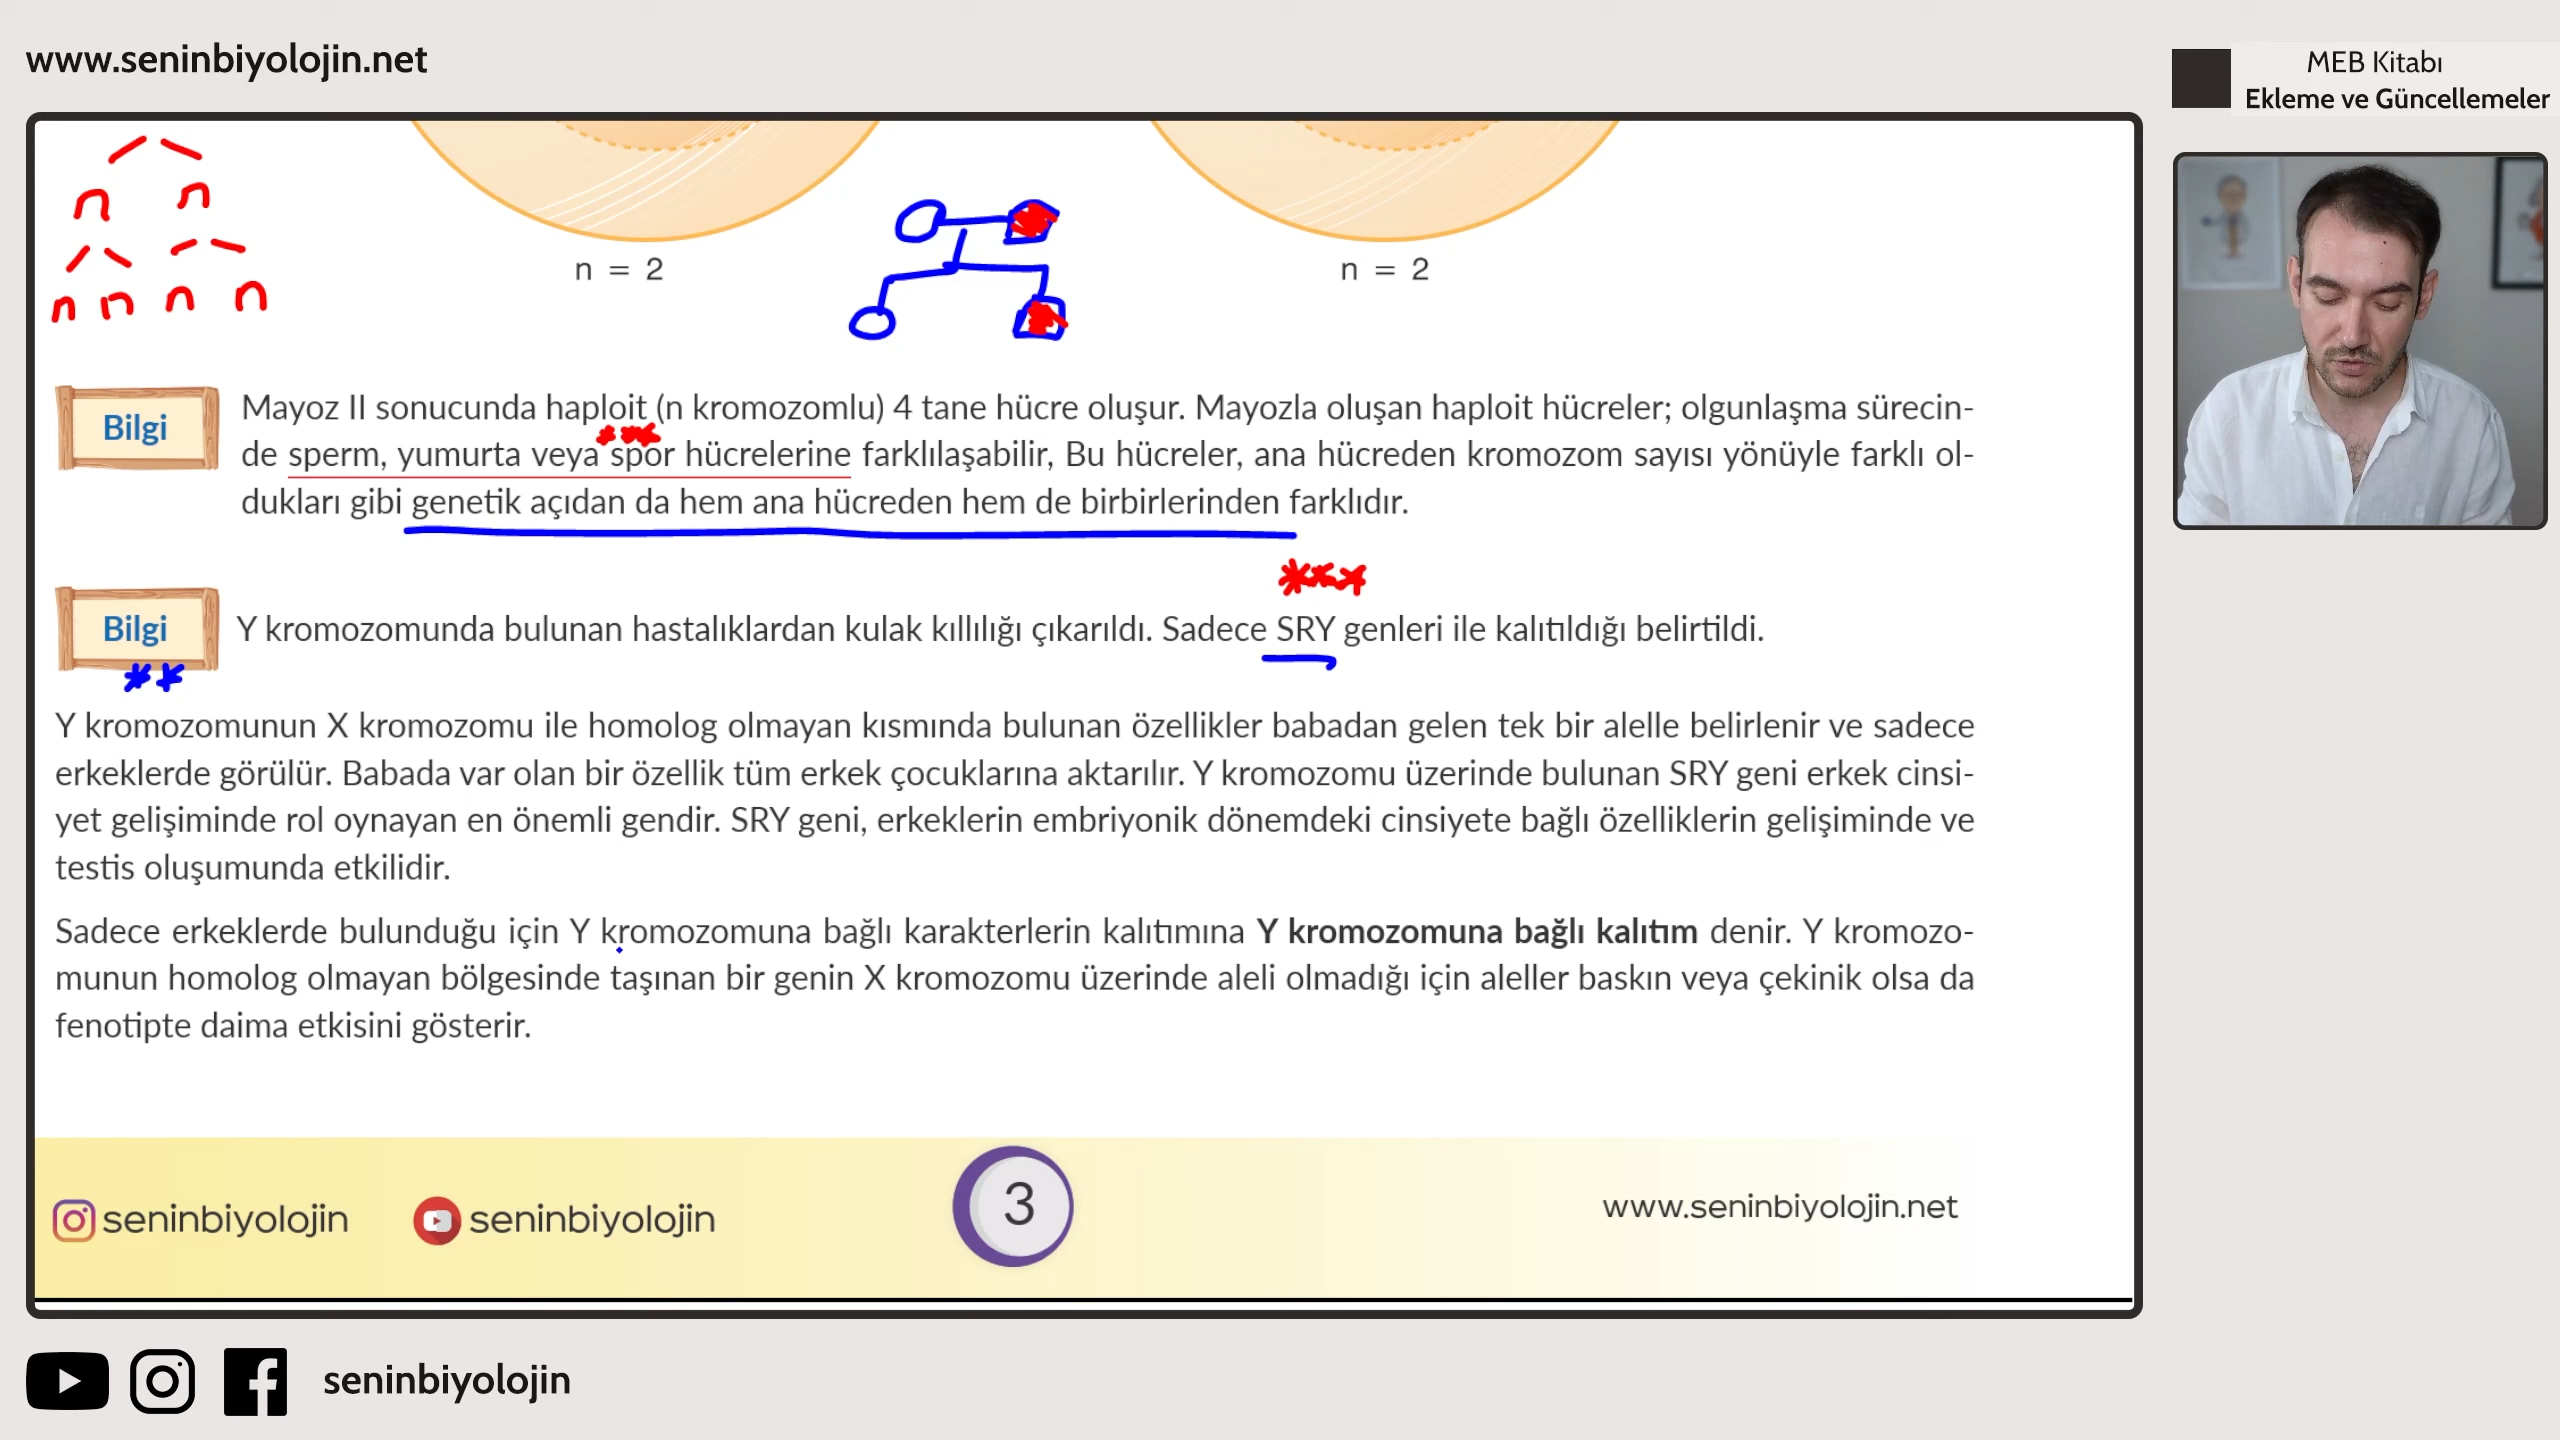 www.seninbiyolojin.net
MEB Kitabı
Ekleme ve Güncellemeler
n n
n n n n
n = 2
n = 2
Bilgi
Mayoz II sonucunda haploit (n kromozomlu) 4 tane hücre oluşur. Mayozla oluşan haploit hücreler; olgunlaşma sürecin-
de sperm, yumurta veya spor hücrelerine farklılaşabilir, Bu hücreler, ana hücreden kromozom sayısı yönüyle farklı ol-
dukları gibi genetik açıdan da hem ana hücreden hem de birbirlerinden farklıdır.
Bilgi
Y kromozomunda bulunan hastalıklardan kulak kıllılığı çıkarıldı. Sadece SRY genleri ile kalıtıldığı belirtildi.
Y kromozomunun X kromozomu ile homolog olmayan kısmında bulunan özellikler babadan gelen tek bir alelle belirlenir ve sadece
erkeklerde görülür. Babada var olan bir özellik tüm erkek çocuklarına aktarılır. Y kromozomu üzerinde bulunan SRY geni erkek cinsi-
yet gelişiminde rol oynayan en önemli gendir. SRY geni, erkeklerin embriyonik dönemdeki cinsiyete bağlı özelliklerin gelişiminde ve
testis oluşumunda etkilidir.
Sadece erkeklerde bulunduğu için Y kromozomuna bağlı karakterlerin kalıtımına Y kromozomuna bağlı kalıtım denir. Y kromozo-
munun homolog olmayan bölgesinde taşınan bir genin X kromozomu üzerinde aleli olmadığı için aleller baskın veya çekinik olsa da
fenotipte daima etkisini gösterir.
seninbiyolojin
seninbiyolojin
3
www.seninbiyolojin.net
seninbiyolojin